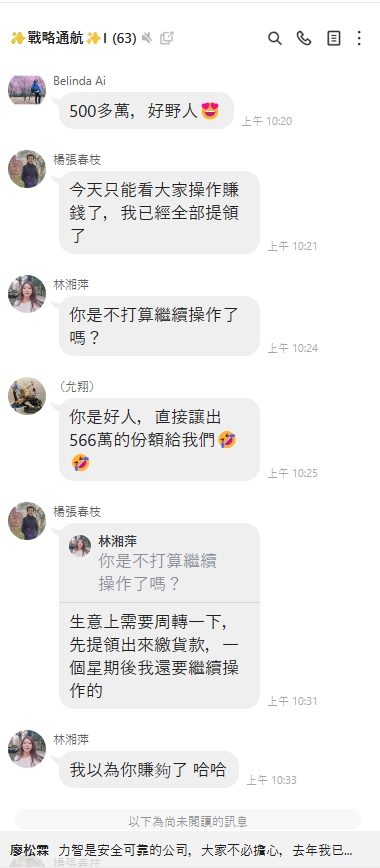 ✨戰略通航✨I (63)
Belinda Ai
500多萬，好野人😍
上午 10:20
楊張春枝
今天只能看大家操作賺
錢了，我已經全部提領
了
上午 10:21
林湘萍
你是不打算繼續操作了
嗎？
上午 10:24
（允翔）
你是好人，直接讓出
566萬的份額給我們🤣
🤣
上午 10:25
楊張春枝
林湘萍
你是不打算繼續
操作了嗎？
生意上需要周轉一下，
先提領出來繳貨款，一
個星期後我還要繼續操
作的
上午 10:31
林湘萍
我以為你賺夠了 哈哈
上午 10:33
以下為尚未閱讀的訊息
廖松霖 力智是安全可靠的公司，大家不必擔心，去年我已...
楊張春枝